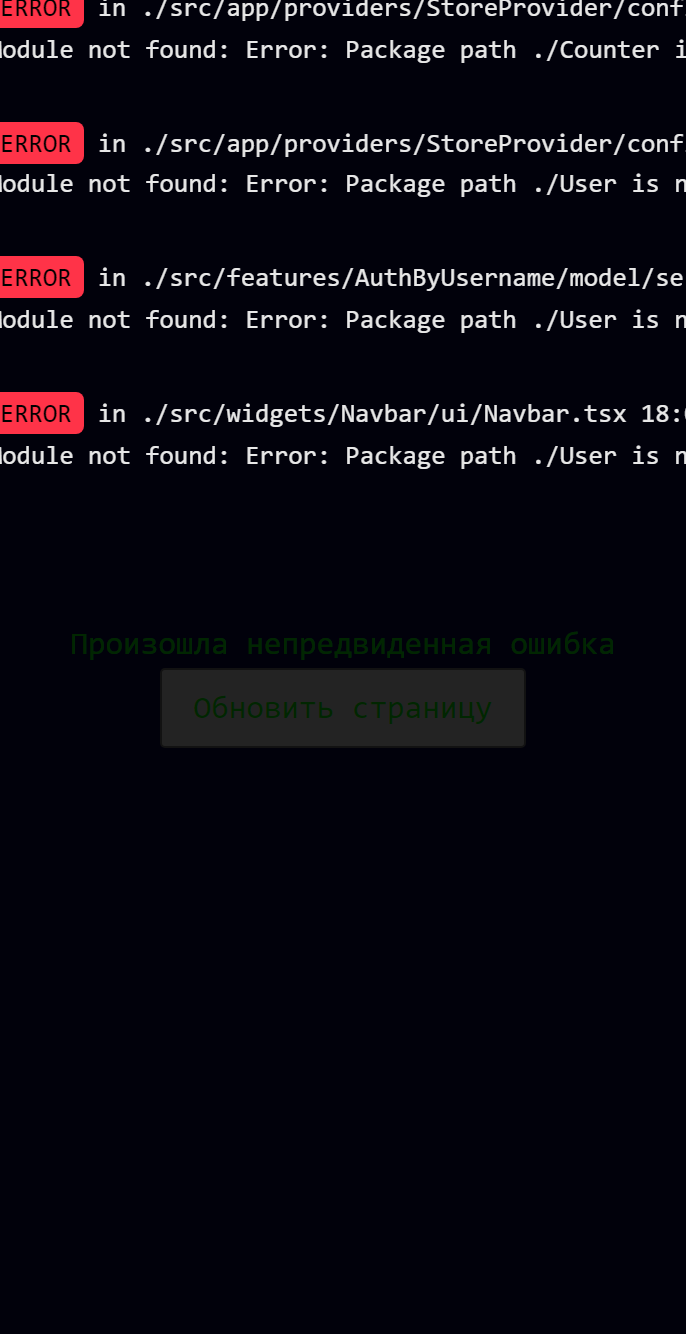 ERROR in ./src/app/providers/StoreProvider/conf
Module not found: Error: Package path ./Counter i
ERROR in ./src/app/providers/StoreProvider/conf
Module not found: Error: Package path ./User is n
ERROR in ./src/features/AuthByUsername/model/se
Module not found: Error: Package path ./User is n
ERROR in ./src/widgets/Navbar/ui/Navbar.tsx 18:
Module not found: Error: Package path ./User is n
Произошла непредвиденная ошибка
Обновить страницу